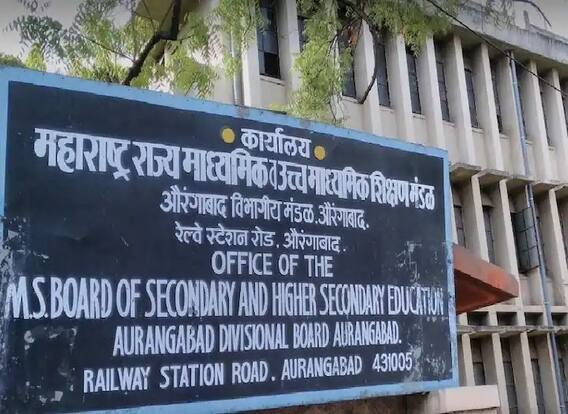 कार्यालय
महाराष्ट्र राज्य माध्यमिक व उच्च माध्यमिक शिक्षण मंडळ
औरंगाबाद विभागीय मंडळ.औरंगाबाद.
रेल्वे स्टेशन रोड. औरंगाबाद.
OFFICE OF THE
M.S.BOARD OF SECONDARY AND HIGHER SECONDARY EDUCATION
AURANGABAD DIVISIONAL BOARD AURANGABAD.
RAILWAY STATION ROAD. AURANGABAD 431005